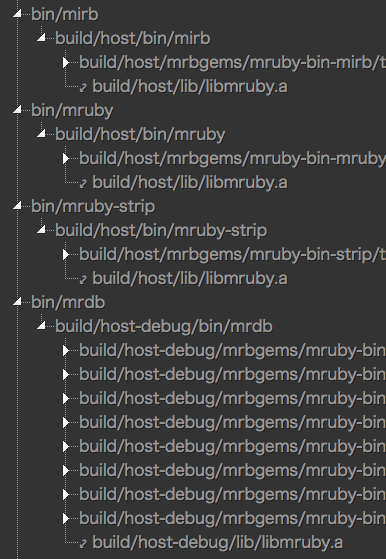 bin/mirb
build/host/bin/mirb
build/host/mrbgems/mruby-bin-mirb/t
build/host/lib/libmruby.a
bin/mruby
build/host/bin/mruby
build/host/mrbgems/mruby-bin-mruby
build/host/lib/libmruby.a
bin/mruby-strip
build/host/bin/mruby-strip
build/host/mrbgems/mruby-bin-strip/t
build/host/lib/libmruby.a
bin/mrdb
build/host-debug/bin/mrdb
build/host-debug/mrbgems/mruby-bin
build/host-debug/mrbgems/mruby-bin
build/host-debug/mrbgems/mruby-bin
build/host-debug/mrbgems/mruby-bin
build/host-debug/mrbgems/mruby-bin
build/host-debug/mrbgems/mruby-bin
build/host-debug/mrbgems/mruby-bin
build/host-debug/mrbgems/mruby-bin
build/host-debug/lib/libmruby.a